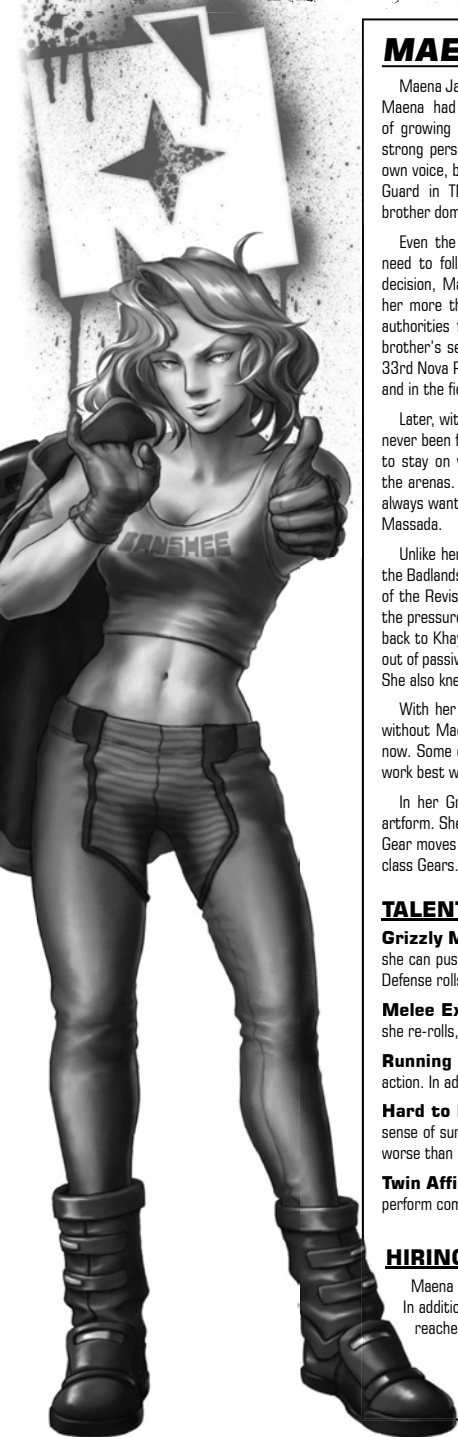 BANSHEE
MAE
Maena Ja
Maena had
of growing
strong pers
own voice, b
Guard in Th
brother dom
Even the
need to foll
decision, Ma
her more th
authorities f
brother's se
33rd Nova P
and in the fie
Later, wit
never been f
to stay on v
the arenas.
always want
Massada.
Unlike her
the Badlands
of the Revis
the pressure
back to Khay
out of passiv
She also kne
With her
without Mae
now. Some o
work best w
In her Gr
artform. She
Gear moves
class Gears.
TALENT
Grizzly M
she can pus
Defense rolls
Melee Ex
she re-rolls,
Running
action. In ad
Hard to
sense of sur
worse than
Twin Affi
perform com
HIRING
Maena
In addition
reache